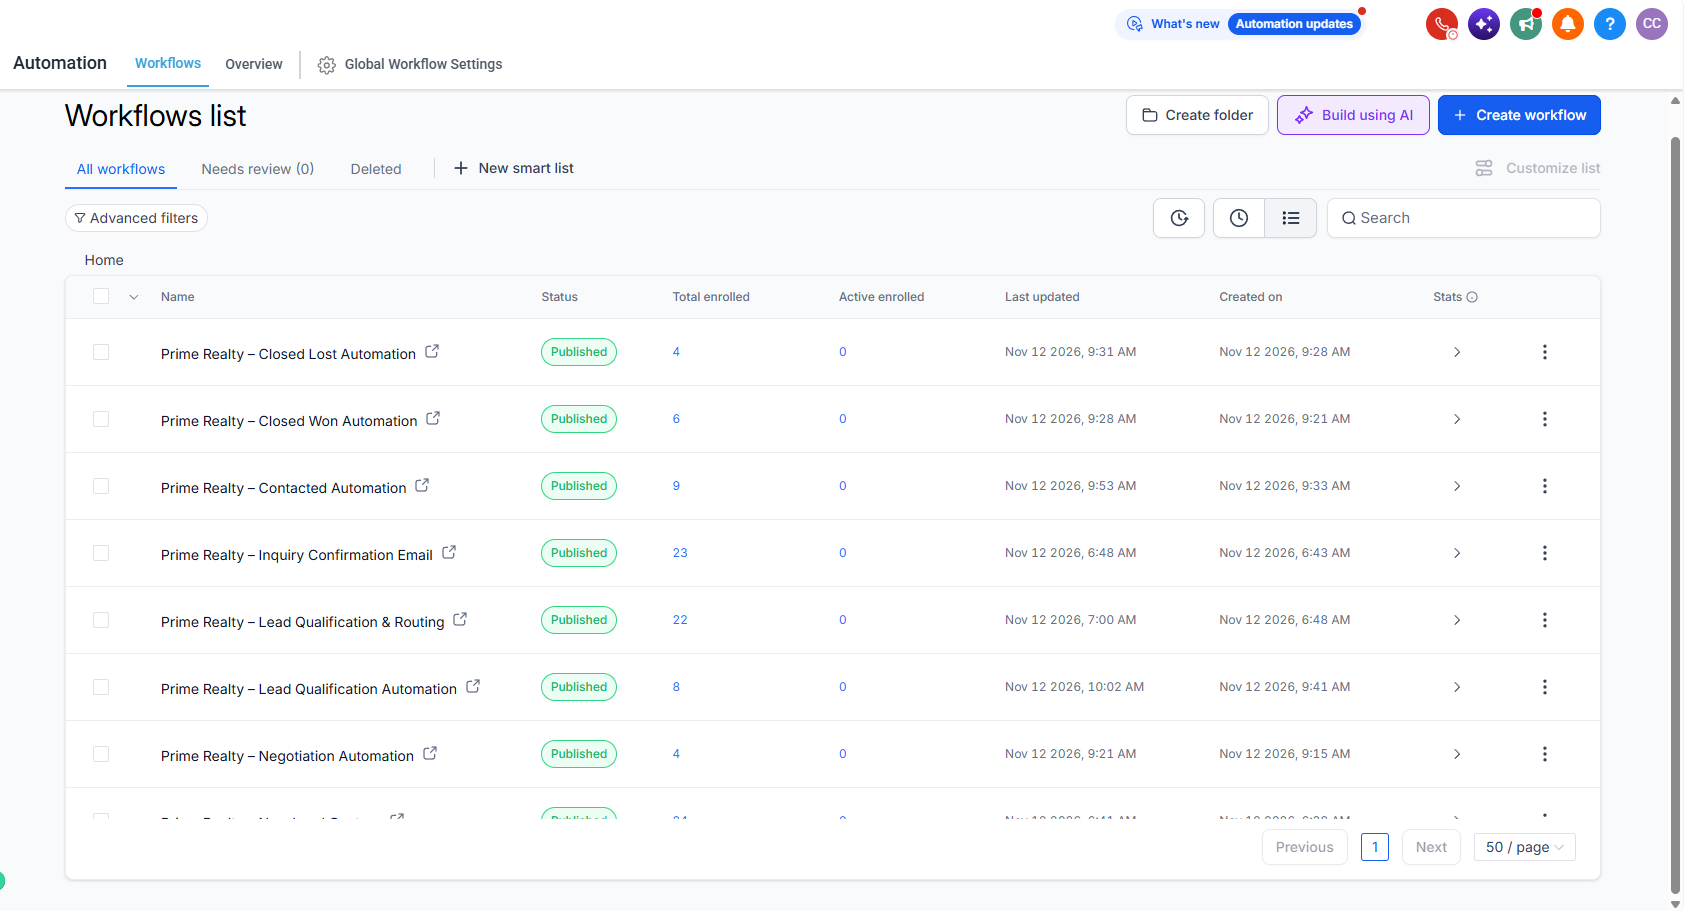 What's new Automation updates ? CC
Automation Workflows Overview Global Workflow Settings
Workflows list Create folder Build using AI + Create workflow
All workflows Needs review (0) Deleted + New smart list Customize list
Advanced filters Search
Home
Name Status Total enrolled Active enrolled Last updated Created on Stats
Prime Realty – Closed Lost Automation Published 4 0 Nov 12 2026, 9:31 AM Nov 12 2026, 9:28 AM
Prime Realty – Closed Won Automation Published 6 0 Nov 12 2026, 9:28 AM Nov 12 2026, 9:21 AM
Prime Realty – Contacted Automation Published 9 0 Nov 12 2026, 9:53 AM Nov 12 2026, 9:33 AM
Prime Realty – Inquiry Confirmation Email Published 23 0 Nov 12 2026, 6:48 AM Nov 12 2026, 6:43 AM
Prime Realty – Lead Qualification & Routing Published 22 0 Nov 12 2026, 7:00 AM Nov 12 2026, 6:48 AM
Prime Realty – Lead Qualification Automation Published 8 0 Nov 12 2026, 10:02 AM Nov 12 2026, 9:41 AM
Prime Realty – Negotiation Automation Published 4 0 Nov 12 2026, 9:21 AM Nov 12 2026, 9:15 AM
Previous 1 Next 50 / page